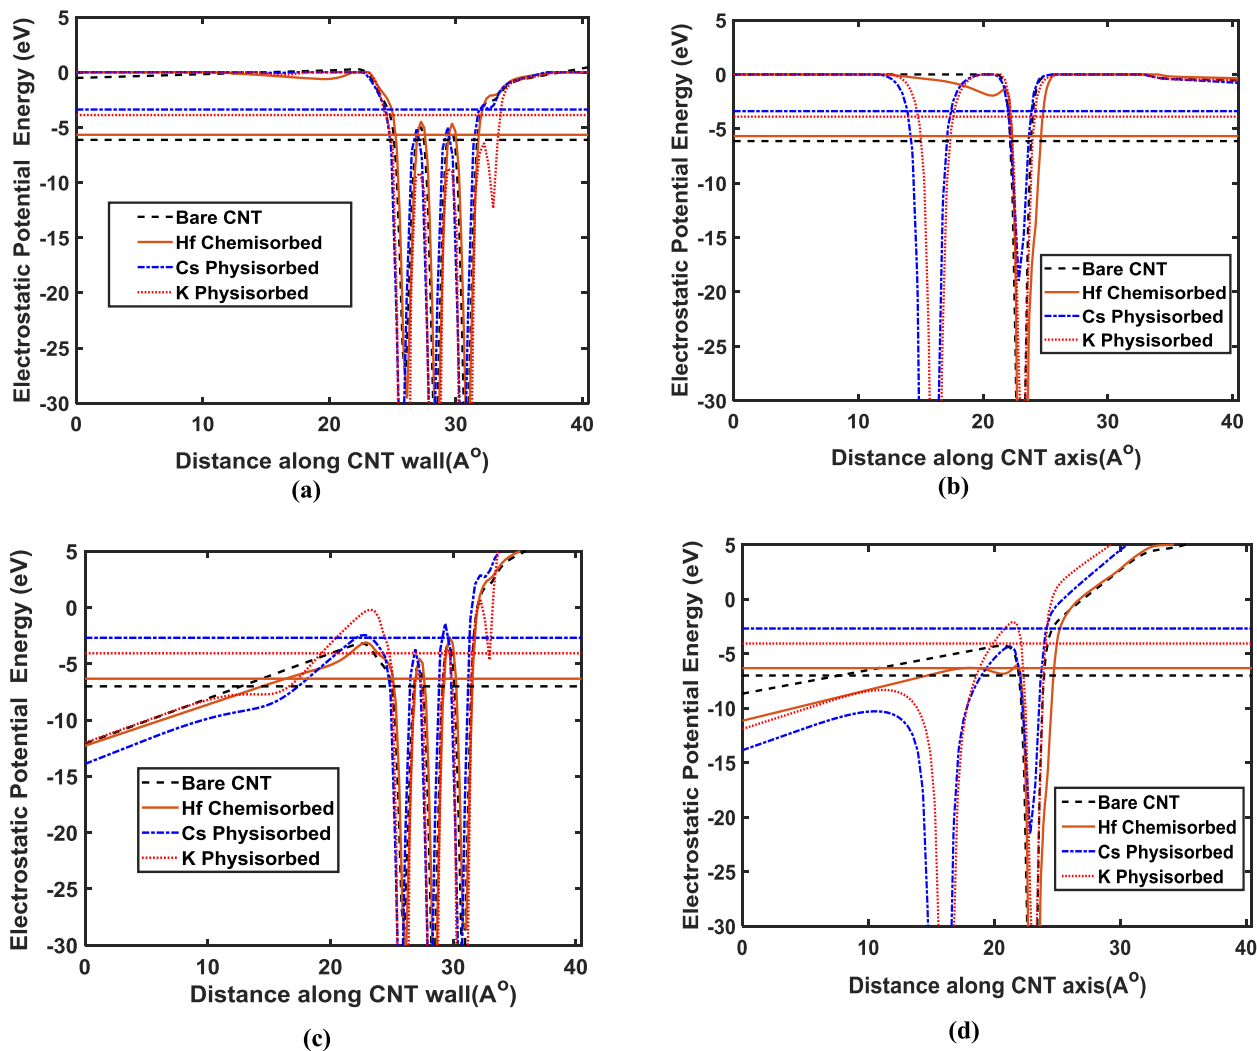 Electrostatic Potential Energy (eV)
5
0
-5
-10
-15
-20
-25
-30
Bare CNT
Hf Chemisorbed
Cs Physisorbed
K Physisorbed
0
10
20
30
40
Distance along CNT wall(A^o)
(a)
Electrostatic Potential Energy (eV)
5
0
-5
-10
-15
-20
-25
-30
Bare CNT
Hf Chemisorbed
Cs Physisorbed
K Physisorbed
0
10
20
30
40
Distance along CNT axis(A^o)
(b)
Electrostatic Potential Energy (eV)
5
0
-5
-10
-15
-20
-25
-30
Bare CNT
Hf Chemisorbed
Cs Physisorbed
K Physisorbed
0
10
20
30
40
Distance along CNT wall(A^o)
(c)
Electrostatic Potential Energy (eV)
5
0
-5
-10
-15
-20
-25
-30
Bare CNT
Hf Chemisorbed
Cs Physisorbed
K Physisorbed
0
10
20
30
40
Distance along CNT axis(A^o)
(d)